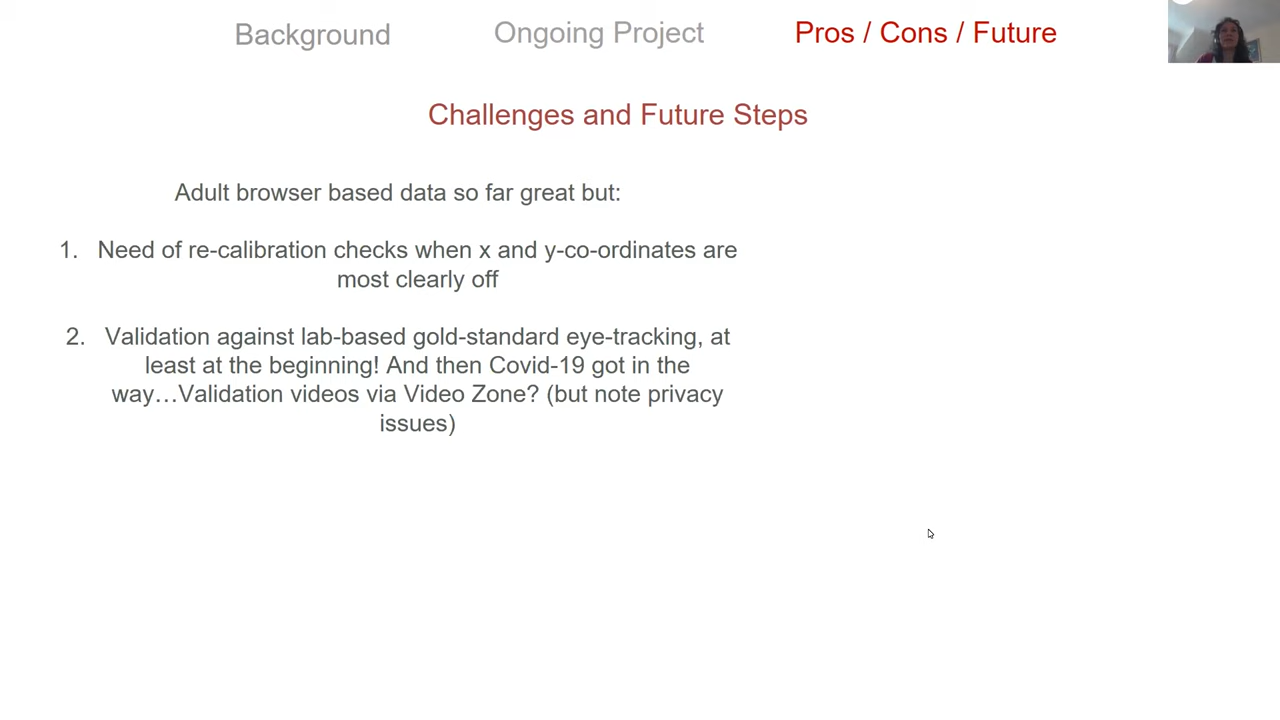 Background
Ongoing Project
Pros / Cons / Future
Challenges and Future Steps
Adult browser based data so far great but:
1. Need of re-calibration checks when x and y-co-ordinates are
most clearly off
2. Validation against lab-based gold-standard eye-tracking, at
least at the beginning! And then Covid-19 got in the
way…Validation videos via Video Zone? (but note privacy
issues)